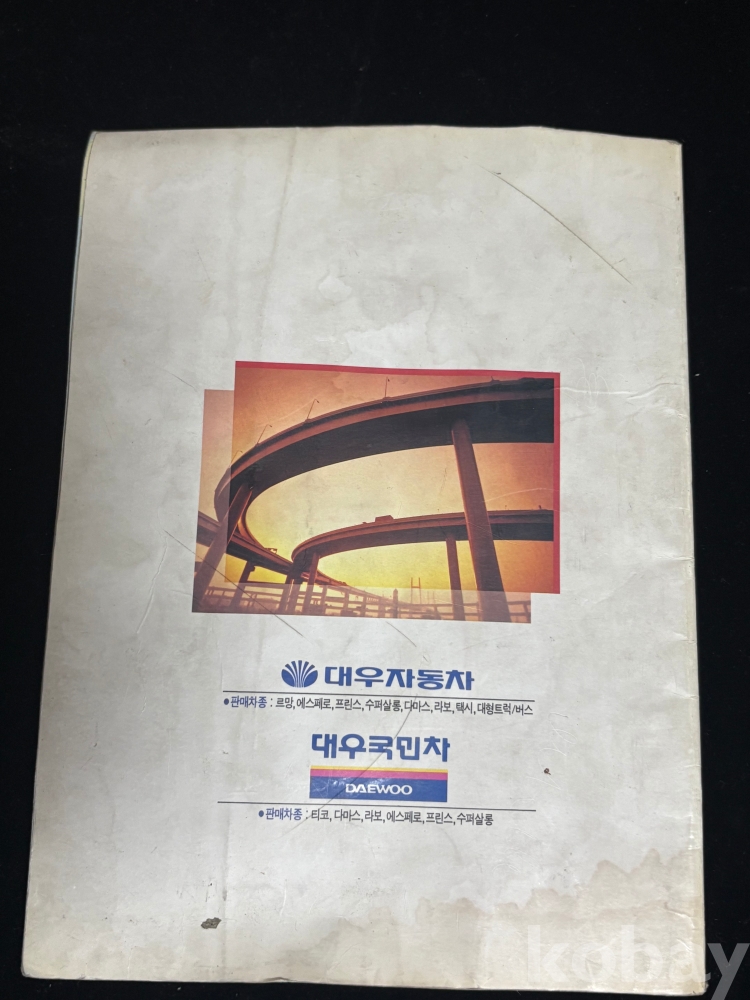 대우자동차
●판매차종 : 르망, 에스페로, 프린스, 수퍼살롱, 다마스, 라보, 택시, 대형트럭/버스
대우국민차
DAEWOO
●판매차종 : 티코, 다마스, 라보, 에스페로, 프린스, 수퍼살롱
kobay